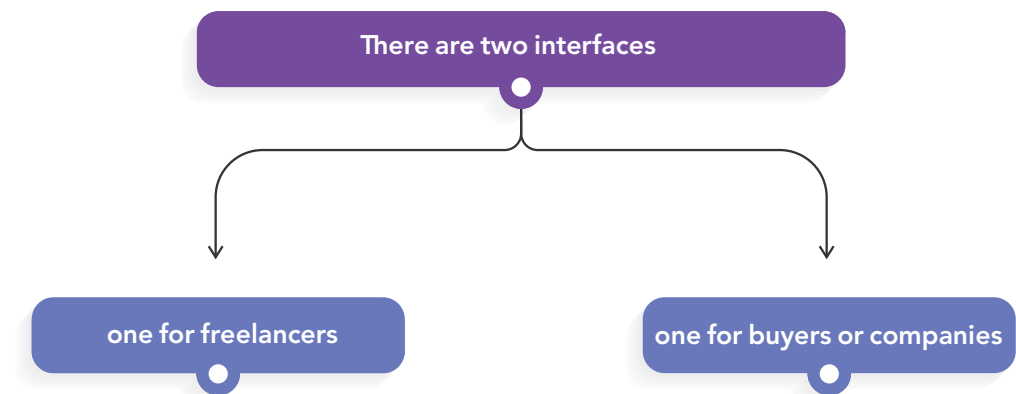 There are two interfaces
one for freelancers
one for buyers or companies